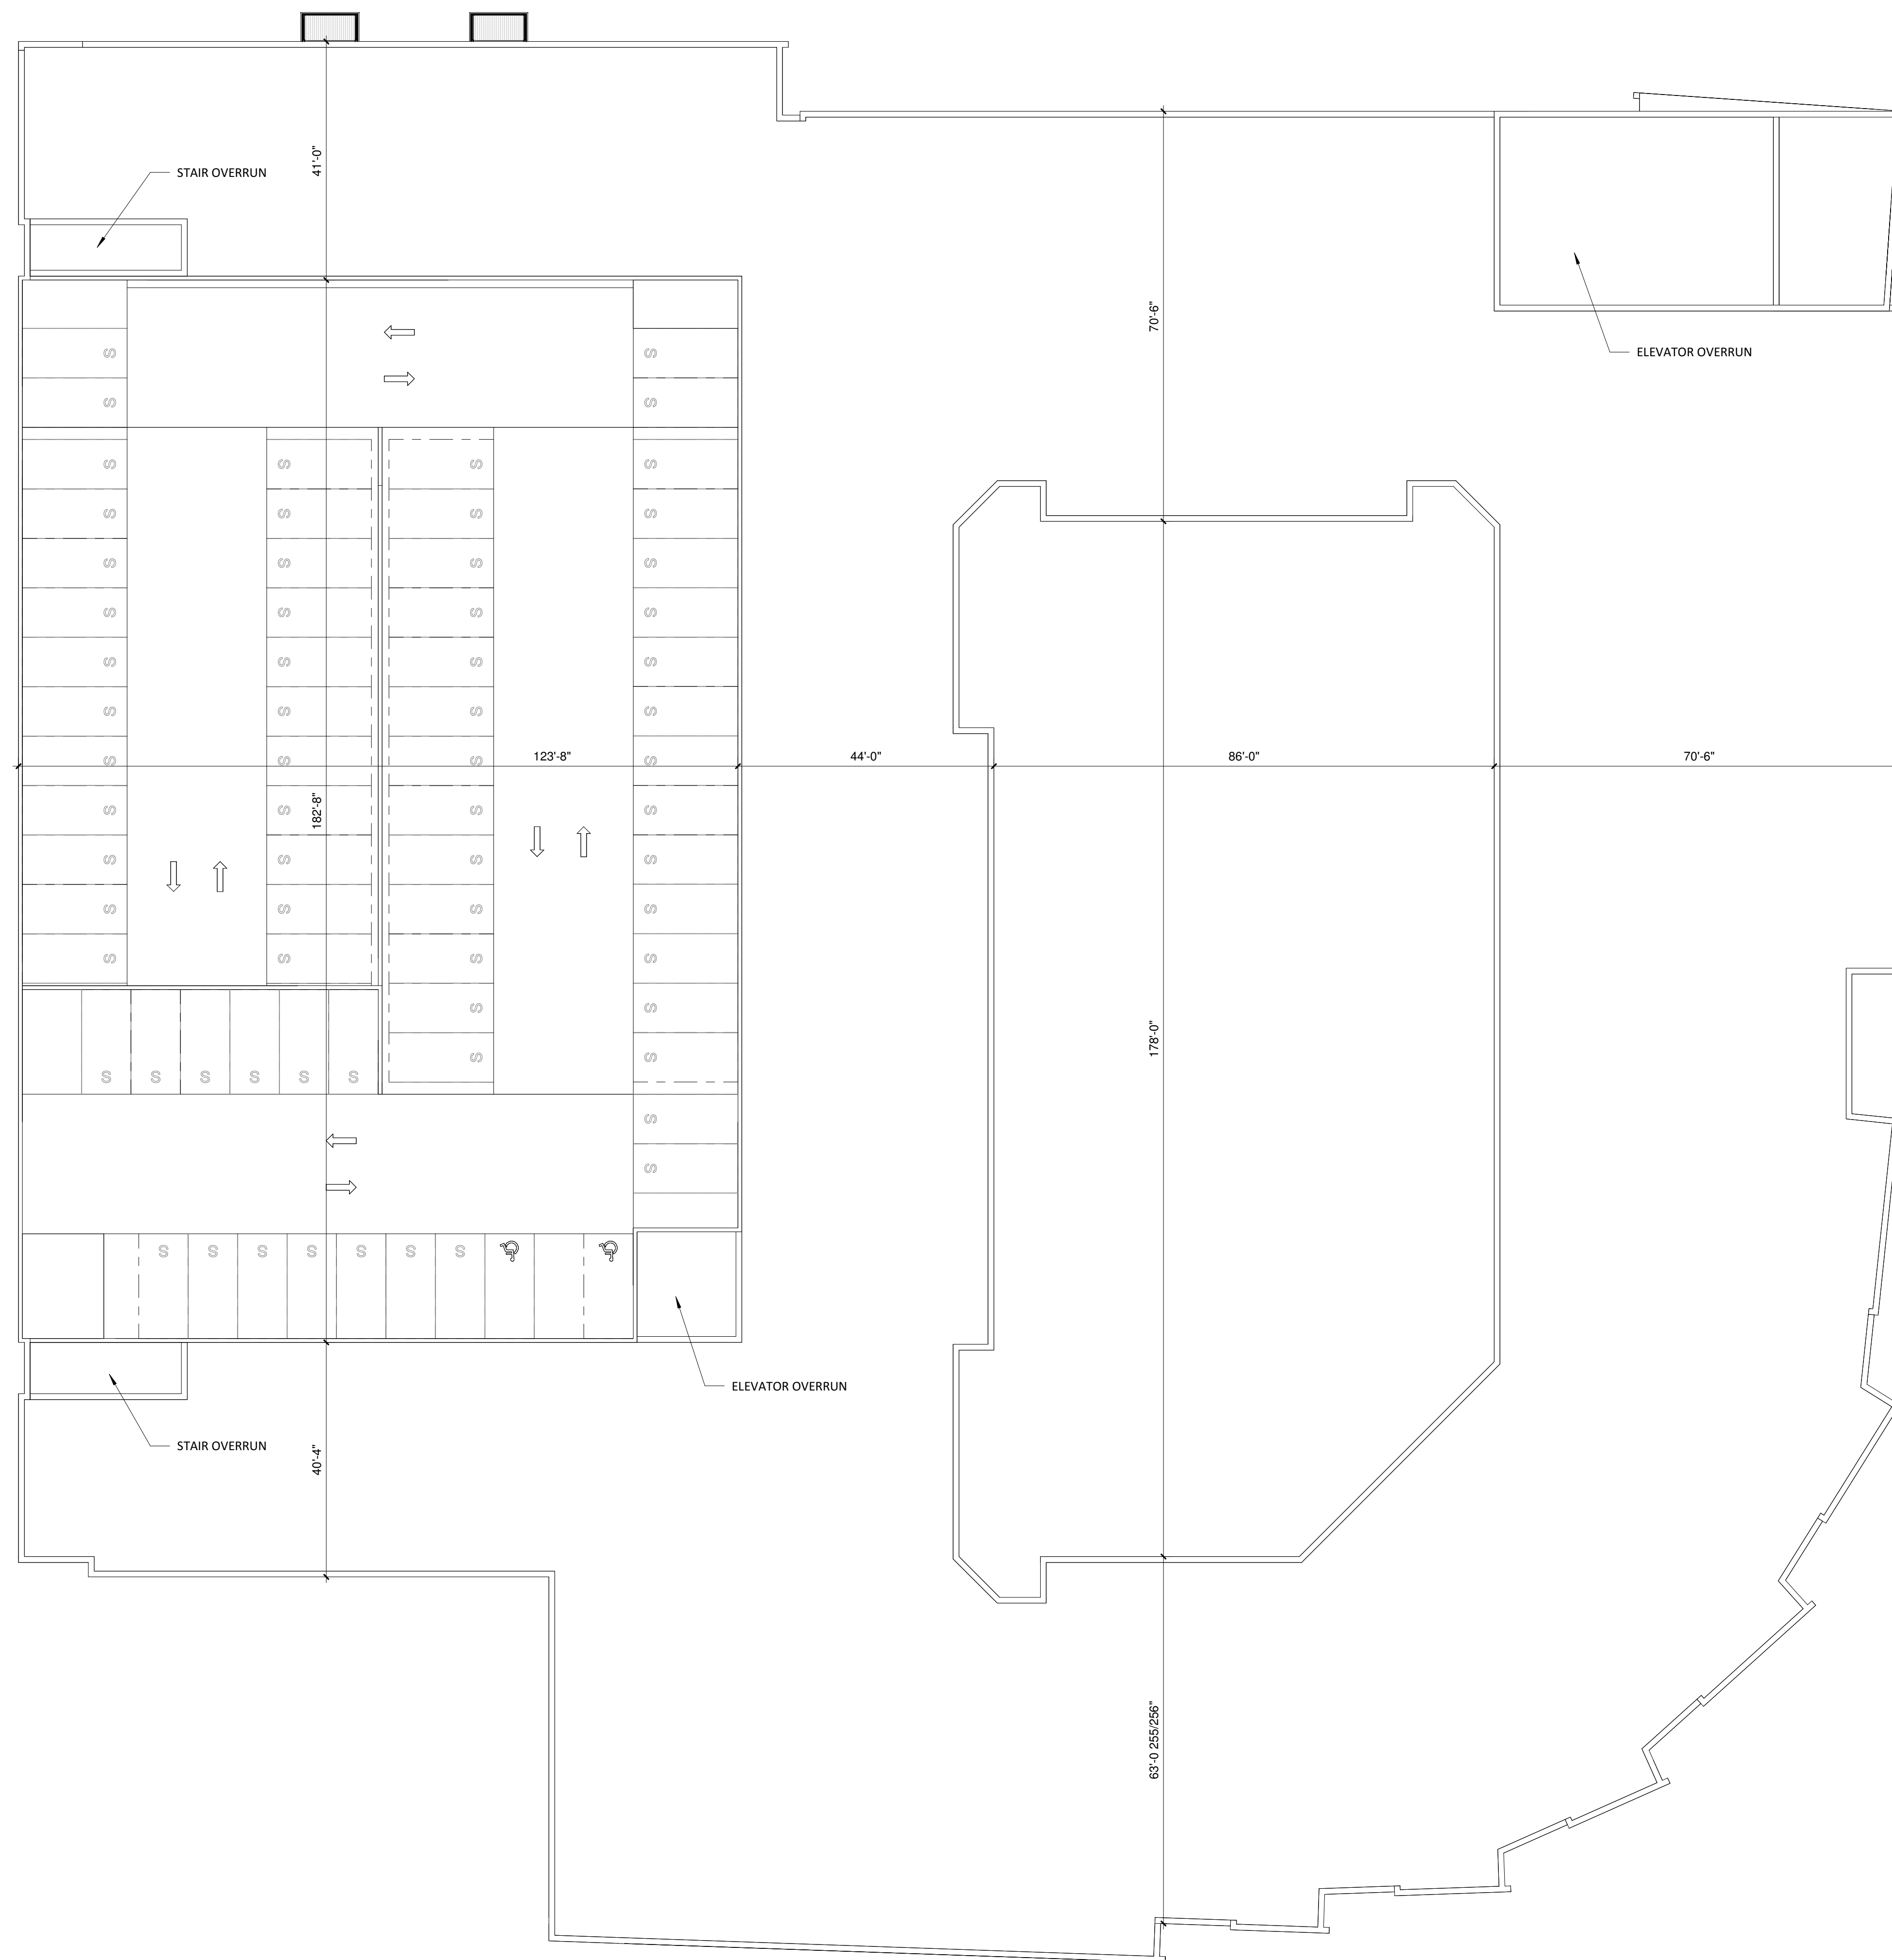 41'-0"
STAIR OVERRUN
70'-6"
ELEVATOR OVERRUN
S S
S S
S S S S
S S S S
S S S S
S S S S
S S S S
S S S S
123'-8" 44'-0" 86'-0" 70'-6"
S S S S
182'-8"
S S S S
S S S S
S S S S
S S S S
S S
178'-0"
S S
S S S S S S
S
S
S S S S S S S
ELEVATOR OVERRUN
STAIR OVERRUN
40'-4"
63'-0 255/256"